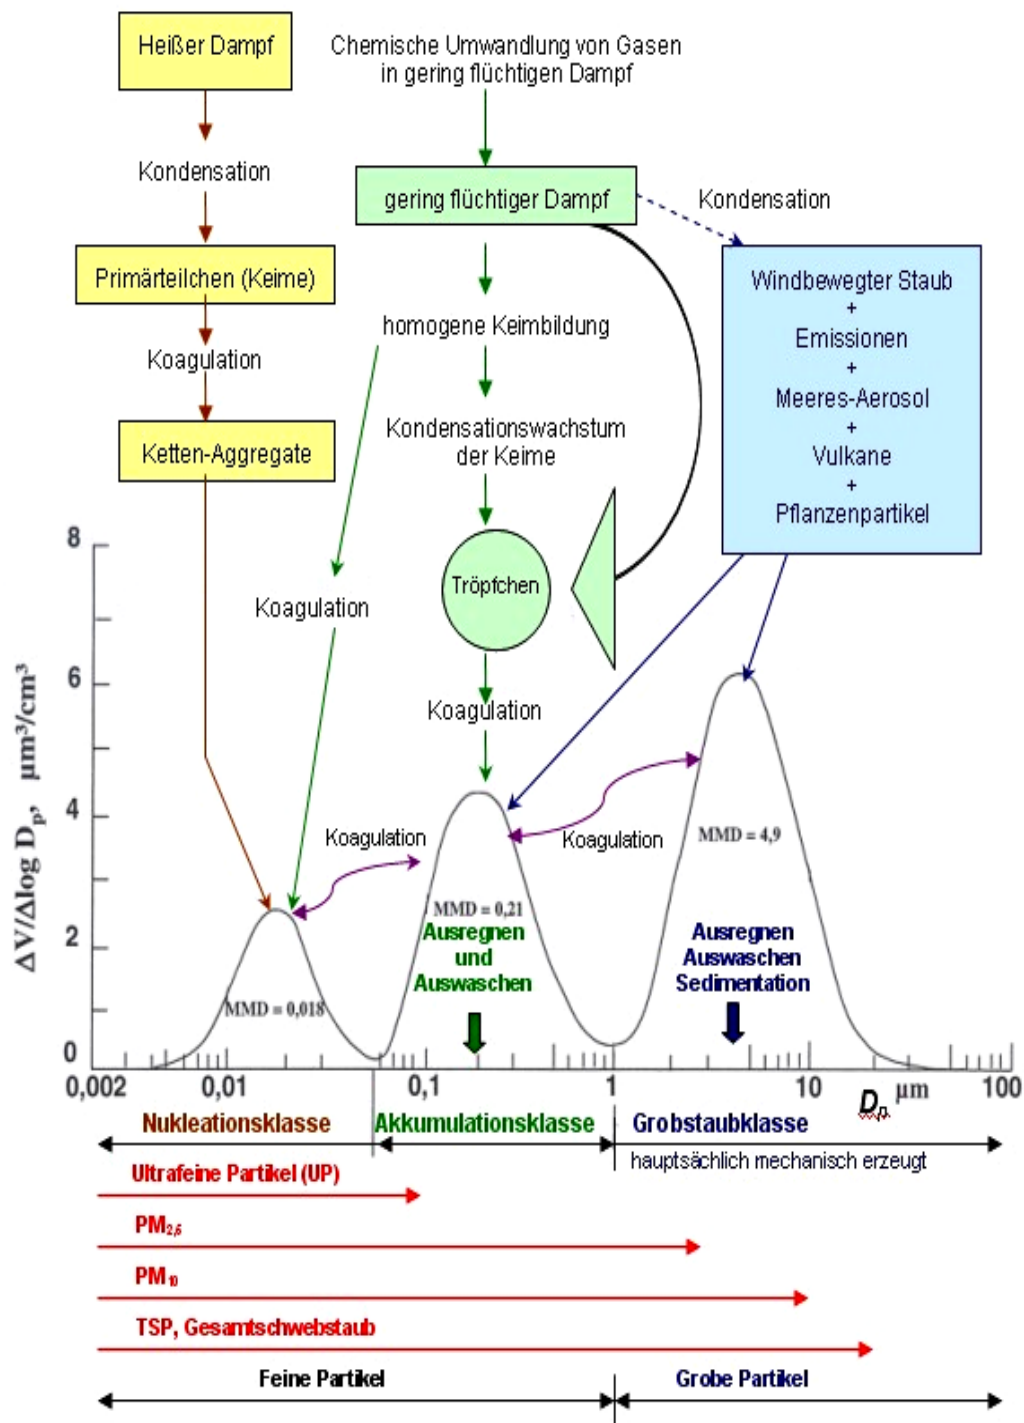 Heißer Dampf
Chemische Umwandlung von Gasen
in gering flüchtigen Dampf
Kondensation
gering flüchtiger Dampf
Kondensation
Primärteilchen (Keime)
homogene Keimbildung
Koagulation
Kondensationswachstum
der Keime
Ketten-Aggregate
Windbewegter Staub
+
Emissionen
+
Meeres-Aerosol
+
Vulkane
+
Pflanzenpartikel
Tröpfchen
Koagulation
Koagulation
Koagulation
Koagulation
ΔV/Δlog Dp, µm³/cm³
8
6
4
2
0
MMD = 0,018
MMD = 0,21
Ausregnen
und
Auswaschen
MMD = 4,9
Ausregnen
Auswaschen
Sedimentation
0,002
0,01
0,1
1
10
100
Dp
µm
Nukleationsklasse
Akkumulationsklasse
Grobstaubklasse
hauptsächlich mechanisch erzeugt
Ultrafeine Partikel (UP)
PM2,5
PM10
TSP, Gesamtschwebstaub
Feine Partikel
Grobe Partikel